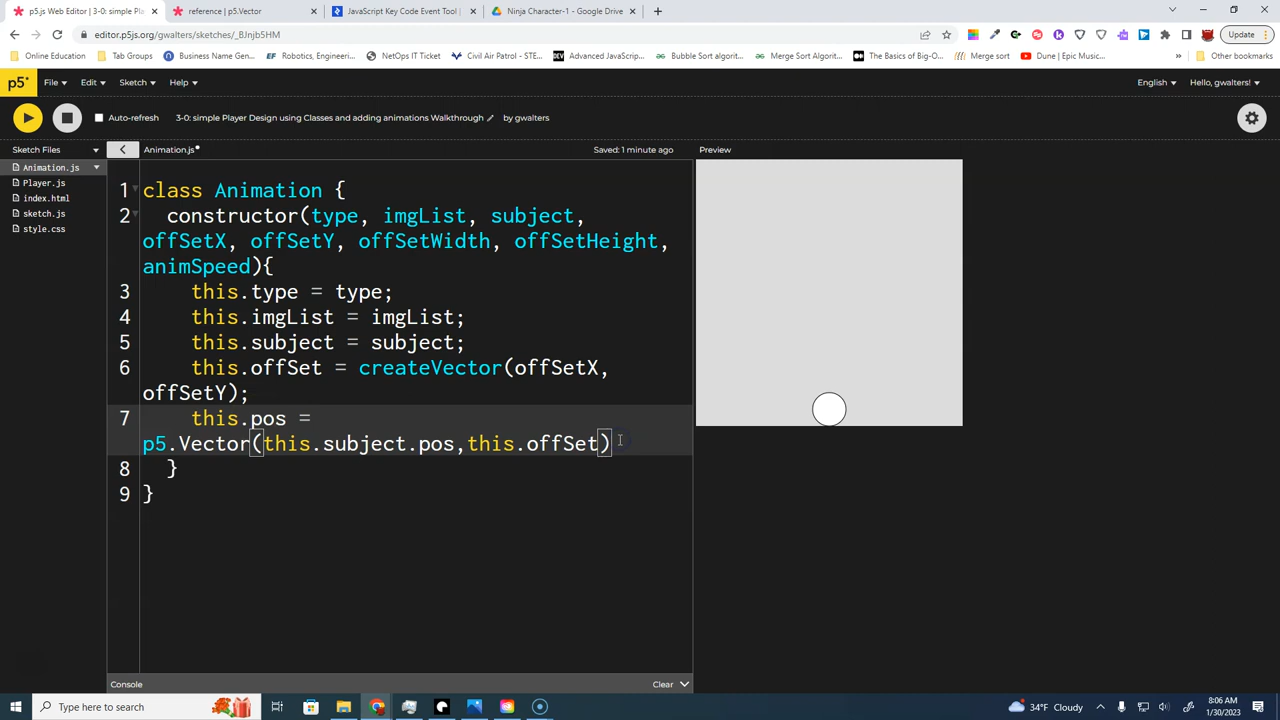 p5.js Web Editor | 3-0: simple Pla
reference | p5.Vector
JavaScript Key Code Event Tool |
Ninja Character-1 - Google Drive
editor.p5js.org/gwalters/sketches/_BJnjb5HM
Update
Online Education
Tab Groups
Business Name Gen...
Robotics, Engineeri...
NetOps IT Ticket
Civil Air Patrol - STE...
Advanced JavaScrip...
Bubble Sort algorit...
Merge Sort Algorit...
The Basics of Big-O...
Merge sort
Dune | Epic Music...
Other bookmarks
p5*
File
Edit
Sketch
Help
English
Hello, gwalters!
Auto-refresh
3-0: simple Player Design using Classes and adding animations Walkthrough
by gwalters
Sketch Files
Animation.js
Saved: 1 minute ago
Preview
Animation.js
Player.js
index.html
sketch.js
style.css
1 class Animation {
2 constructor(type, imgList, subject,
offSetX, offSetY, offSetWidth, offSetHeight,
animSpeed){
3 this.type = type;
4 this.imgList = imgList;
5 this.subject = subject;
6 this.offSet = createVector(offSetX,
offSetY);
7 this.pos =
p5.Vector(this.subject.pos,this.offSet)
8 }
9 }
Console
Clear
Type here to search
34°F Cloudy
8:06 AM
1/30/2023